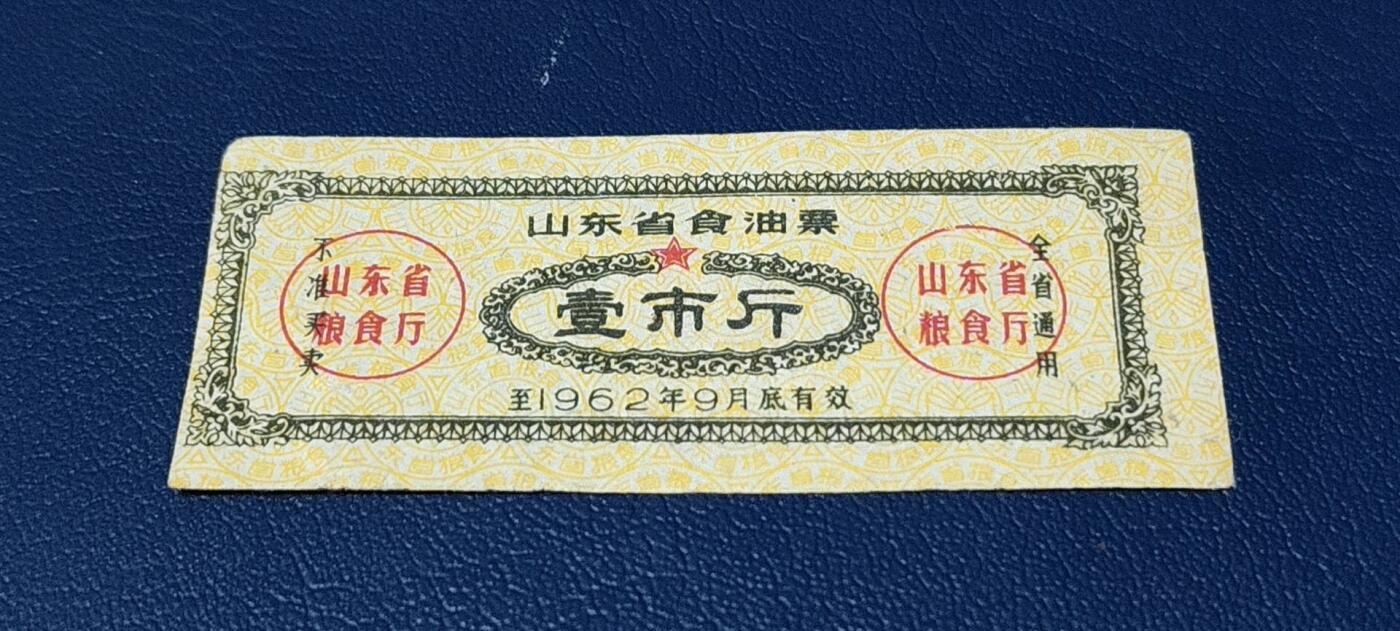 山东省食油票
不准买卖
山东省
粮食厅
壹市斤
山东省
粮食厅
全省通用
至1962年9月底有效